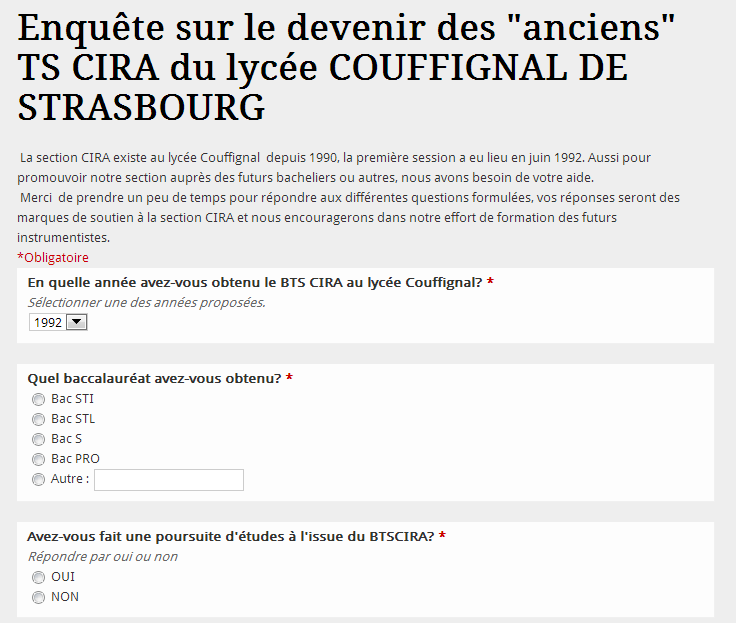 Enquête sur le devenir des "anciens"
TS CIRA du lycée COUFFIGNAL DE
STRASBOURG
La section CIRA existe au lycée Couffignal depuis 1990, la première session a eu lieu en juin 1992. Aussi pour
promouvoir notre section auprès des futurs bacheliers ou autres, nous avons besoin de votre aide.
Merci de prendre un peu de temps pour répondre aux différentes questions formulées, vos réponses seront des
marques de soutien à la section CIRA et nous encouragerons dans notre effort de formation des futurs
instrumentistes.
*Obligatoire
En quelle année avez-vous obtenu le BTS CIRA au lycée Couffignal? *
Sélectionner une des années proposées.
1992
Quel baccalauréat avez-vous obtenu? *
Bac STI
Bac STL
Bac S
Bac PRO
Autre :
Avez-vous fait une poursuite d'études à l'issue du BTSCIRA? *
Répondre par oui ou non
OUI
NON